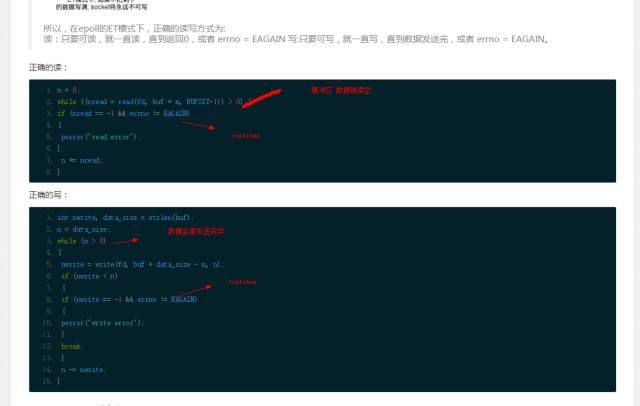 的数据写满, socket将永远不可写
所以，在epoll的ET模式下，正确的读写方式为:
读：只要可读，就一直读，直到返回0，或者 errno = EAGAIN 写:只要可写，就一直写，直到数据发送完，或者 errno = EAGAIN。
正确的读：
1. n = 0;
2. while ((nread = read(fd, buf + n, BUFSIZ-1)) > 0) {
缓冲区 数据被读空
3. if (nread == -1 && errno != EAGAIN)
4. {
continue
5. perror("read error");
6. }
7. n += nread;
8. }
正确的写：
1. int nwrite, data_size = strlen(buf);
2. n = data_size;
数据全部发送完毕
3. while (n > 0)
4. {
5. nwrite = write(fd, buf + data_size - n, n);
6. if (nwrite < n)
7. {
continue
8. if (nwrite == -1 && errno != EAGAIN)
9. {
10. perror("write error");
11. }
12. break;
13. }
14. n -= nwrite;
15. }